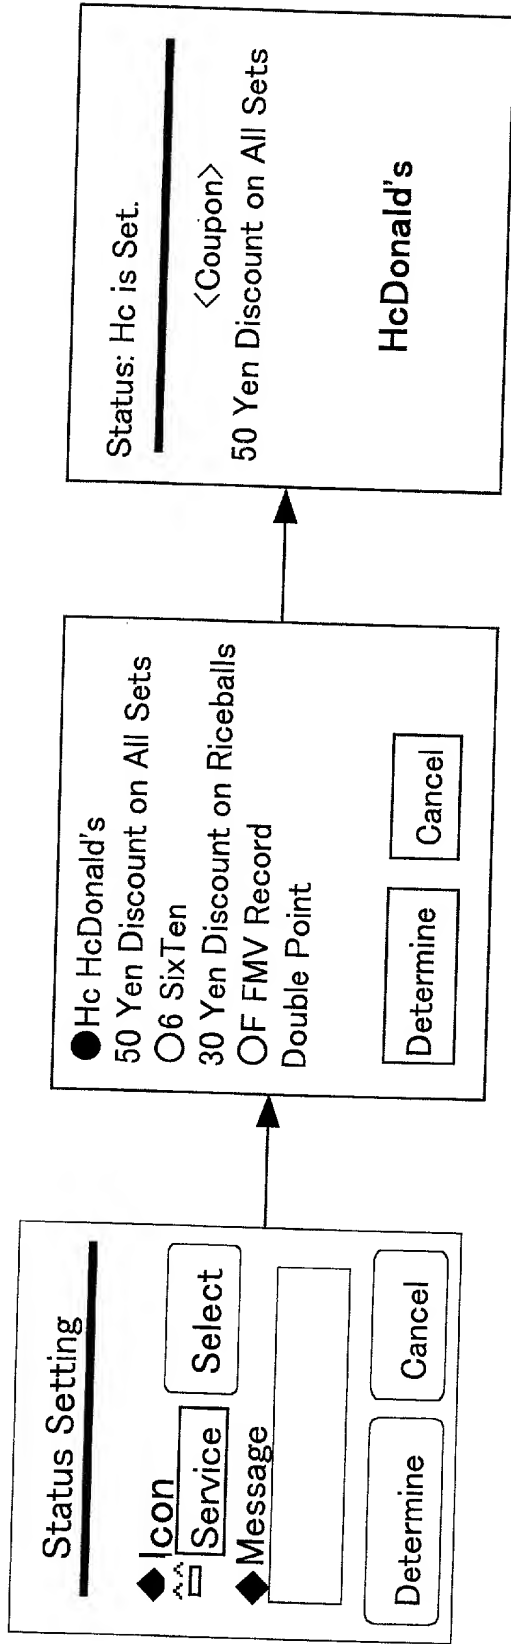 Status Setting
◆Icon
^^
□ Service Select
◆Message
Determine Cancel
●Hc HcDonald's
50 Yen Discount on All Sets
○6 SixTen
30 Yen Discount on Riceballs
○F FMV Record
Double Point
Determine Cancel
Status: Hc is Set.
<Coupon>
50 Yen Discount on All Sets
HcDonald's